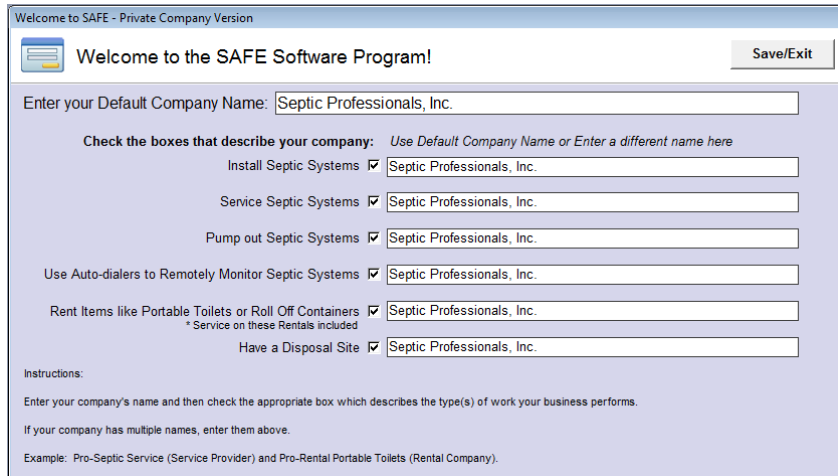 Welcome to SAFE - Private Company Version
Welcome to the SAFE Software Program!
Save/Exit
Enter your Default Company Name: Septic Professionals, Inc.
Check the boxes that describe your company: Use Default Company Name or Enter a different name here
Install Septic Systems Septic Professionals, Inc.
Service Septic Systems Septic Professionals, Inc.
Pump out Septic Systems Septic Professionals, Inc.
Use Auto-dialers to Remotely Monitor Septic Systems Septic Professionals, Inc.
Rent Items like Portable Toilets or Roll Off Containers Septic Professionals, Inc.
* Service on these Rentals included
Have a Disposal Site Septic Professionals, Inc.
Instructions:
Enter your company's name and then check the appropriate box which describes the type(s) of work your business performs.
If your company has multiple names, enter them above.
Example: Pro-Septic Service (Service Provider) and Pro-Rental Portable Toilets (Rental Company).